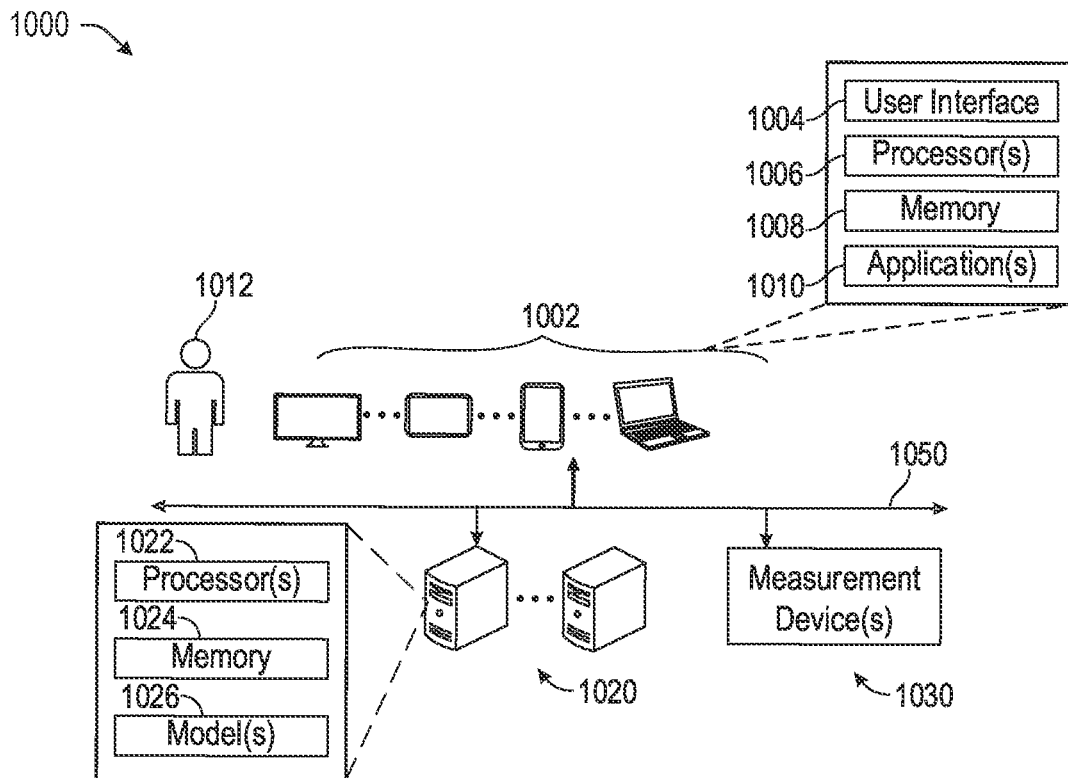 1000
1004
User Interface
1006
Processor(s)
1008
Memory
1010
Application(s)
1012
1002
1050
1022
Processor(s)
1024
Memory
1026
Model(s)
1020
Measurement
Device(s)
1030